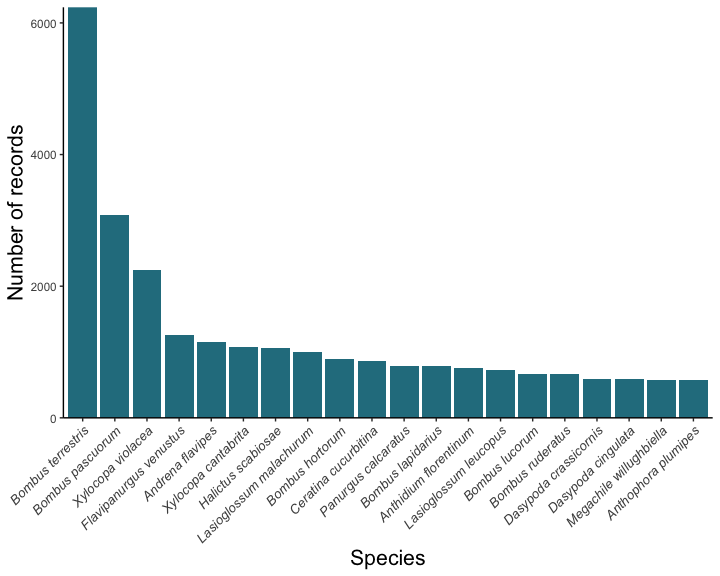 Number of records
6000
4000
2000
0
Bombus terrestris
Bombus pascuorum
Xylocopa violacea
Flavipanurgus venustus
Andrena flavipes
Xylocopa cantabrita
Halictus scabiosae
Lasioglossum malachurum
Bombus hortorum
Ceratina cucurbitina
Panurgus calcaratus
Bombus lapidarius
Anthidium florentinum
Lasioglossum leucopus
Bombus lucorum
Bombus ruderatus
Dasypoda crassicornis
Dasypoda cingulata
Megachile willughbiella
Anthophora plumipes
Species